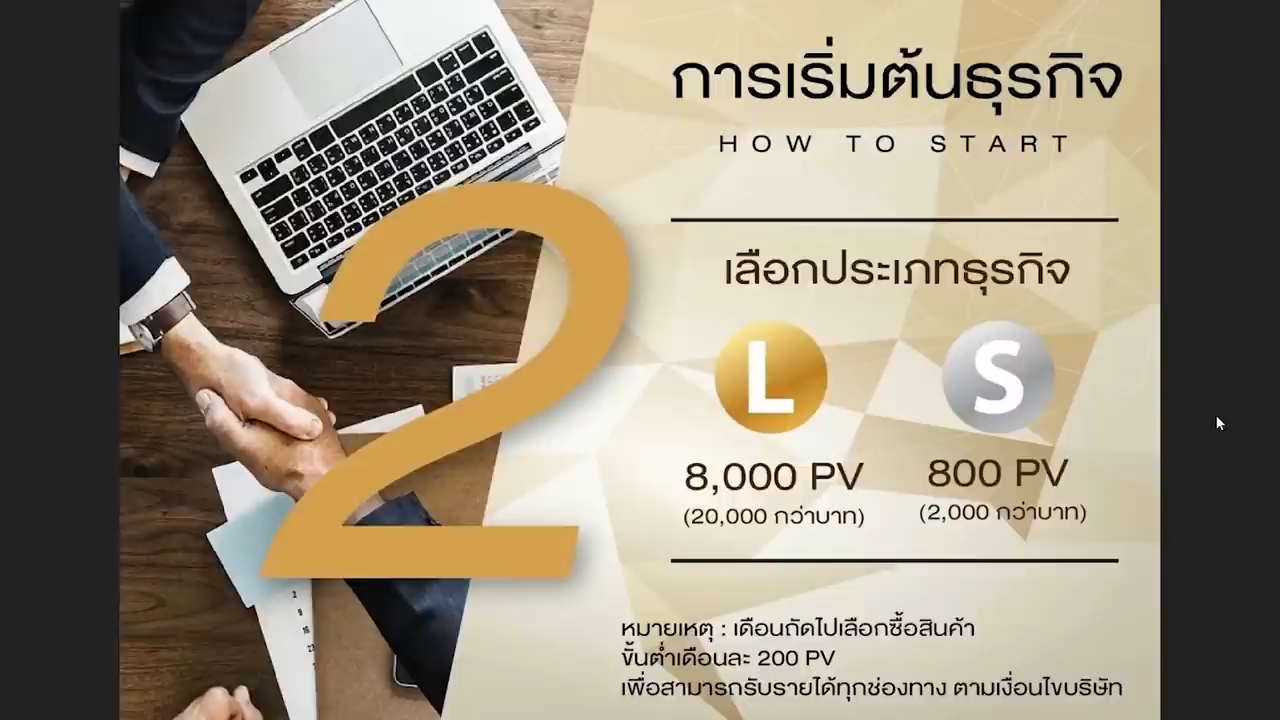 2
การเริ่มต้นธุรกิจ
HOW TO START
เลือกประเภทธุรกิจ
L S
8,000 PV 800 PV
(20,000 กว่าบาท) (2,000 กว่าบาท)
หมายเหตุ : เดือนถัดไปเลือกซื้อสินค้า
ขั้นต่ำเดือนละ 200 PV
เพื่อสามารถรับรายได้ทุกช่องทาง ตามเงื่อนไขบริษัท